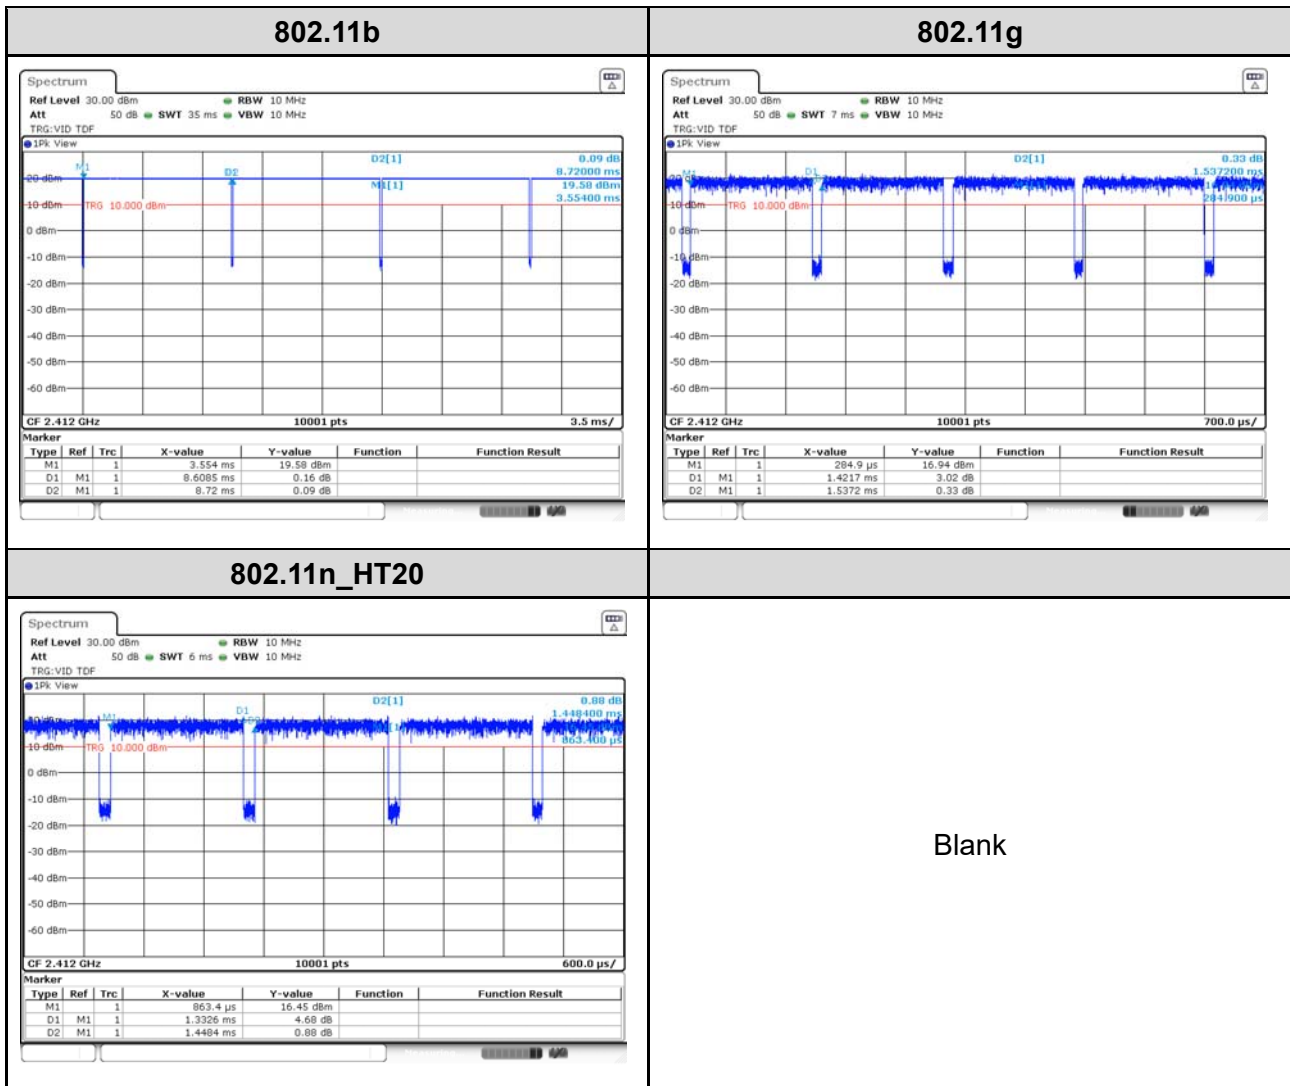 802.11b
802.11g
Spectrum
Ref Level 30.00 dBm RBW 10 MHz
Att 50 dB SWT 35 ms VBW 10 MHz
TRG:VID TDF
1Pk View
D2[1] 0.09 dB
8.72000 ms
M1[1] 19.58 dBm
3.55400 ms
M1
D2
20 dBm
10 dBm
TRG 10.000 dBm
0 dBm
-10 dBm
-20 dBm
-30 dBm
-40 dBm
-50 dBm
-60 dBm
CF 2.412 GHz 10001 pts 3.5 ms/
Marker
Type Ref Trc X-value Y-value Function Function Result
M1 1 3.554 ms 19.58 dBm
D1 M1 1 8.6085 ms 0.16 dB
D2 M1 1 8.72 ms 0.09 dB
Spectrum
Ref Level 30.00 dBm RBW 10 MHz
Att 50 dB SWT 7 ms VBW 10 MHz
TRG:VID TDF
1Pk View
D2[1] 0.33 dB
1.537200 ms
284.900 µs
M1
D1
20 dBm
10 dBm
TRG 10.000 dBm
0 dBm
-10 dBm
-20 dBm
-30 dBm
-40 dBm
-50 dBm
-60 dBm
CF 2.412 GHz 10001 pts 700.0 µs/
Marker
Type Ref Trc X-value Y-value Function Function Result
M1 1 284.9 µs 16.94 dBm
D1 M1 1 1.4217 ms 3.02 dB
D2 M1 1 1.5372 ms 0.33 dB
802.11n_HT20
Spectrum
Ref Level 30.00 dBm RBW 10 MHz
Att 50 dB SWT 6 ms VBW 10 MHz
TRG:VID TDF
1Pk View
D2[1] 0.88 dB
1.448400 ms
863.400 µs
M1
D1
10 dBm
TRG 10.000 dBm
0 dBm
-10 dBm
-20 dBm
-30 dBm
-40 dBm
-50 dBm
-60 dBm
CF 2.412 GHz 10001 pts 600.0 µs/
Marker
Type Ref Trc X-value Y-value Function Function Result
M1 1 863.4 µs 16.45 dBm
D1 M1 1 1.3326 ms 4.68 dB
D2 M1 1 1.4484 ms 0.88 dB
Blank